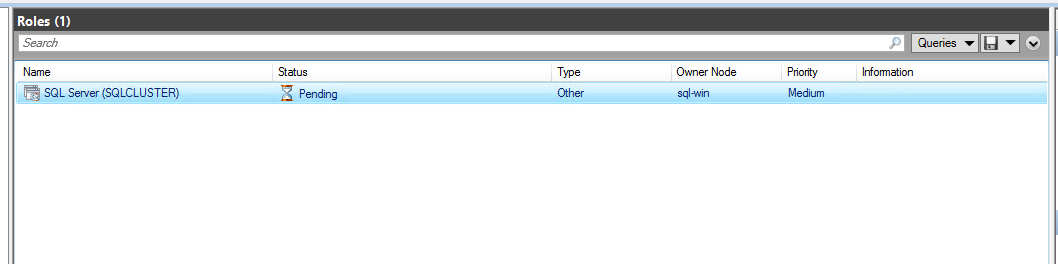 Roles (1)
Search
Queries
Name Status Type Owner Node Priority Information
SQL Server (SQLCLUSTER) Pending Other sql-win Medium